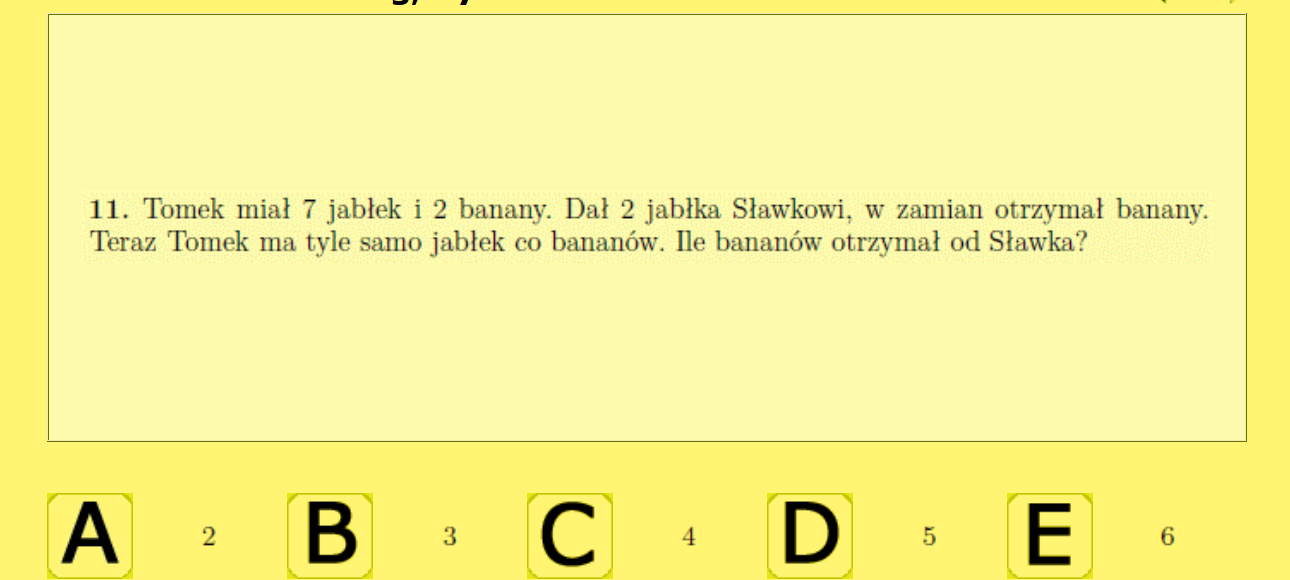 11. Tomek miał 7 jabłek i 2 banany. Dał 2 jabłka Sławkowi, w zamian otrzymał banany.
Teraz Tomek ma tyle samo jabłek co bananów. Ile bananów otrzymał od Sławka?
A 2 B 3 C 4 D 5 E 6